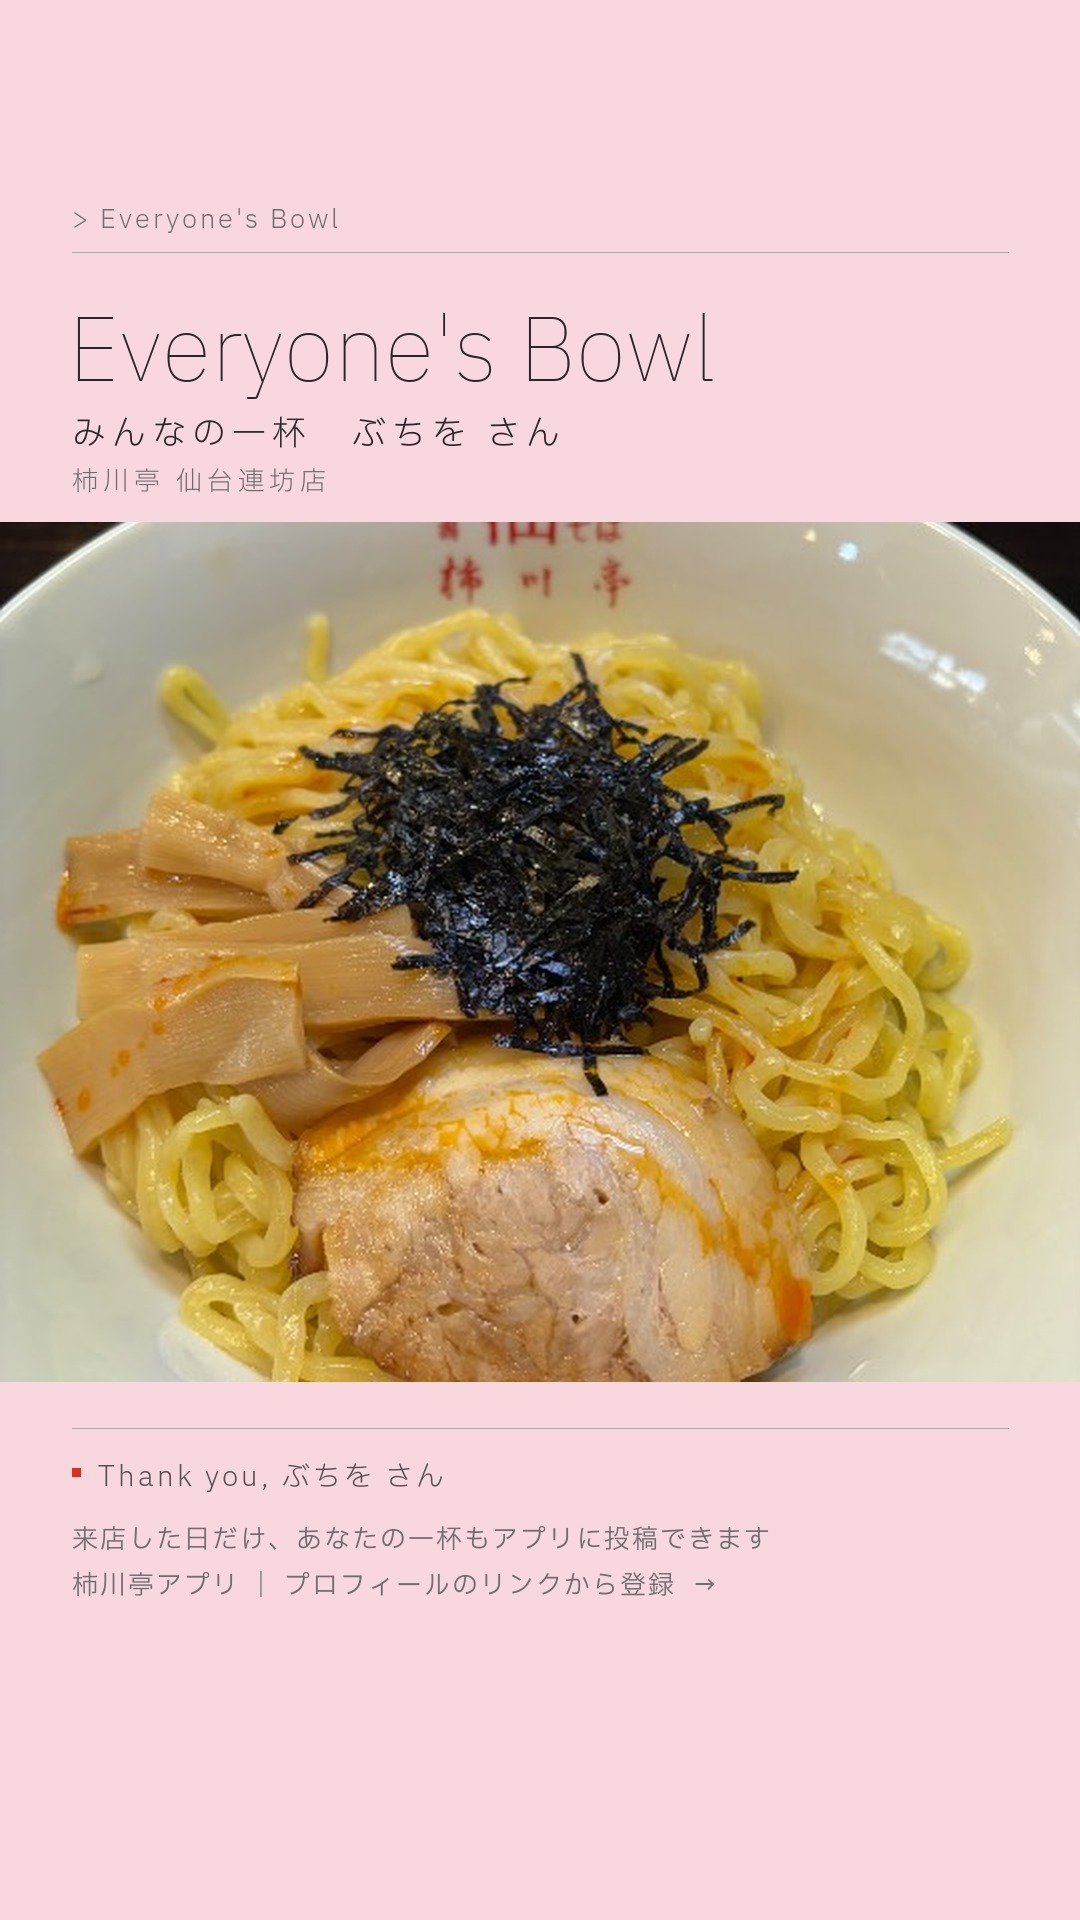 > Everyone's Bowl
Everyone's Bowl
みんなの一杯　ぶちを さん
柿川亭 仙台連坊店
仙 そば
柿川亭
Thank you, ぶちを さん
来店した日だけ、あなたの一杯もアプリに投稿できます
柿川亭アプリ ｜ プロフィールのリンクから登録 →